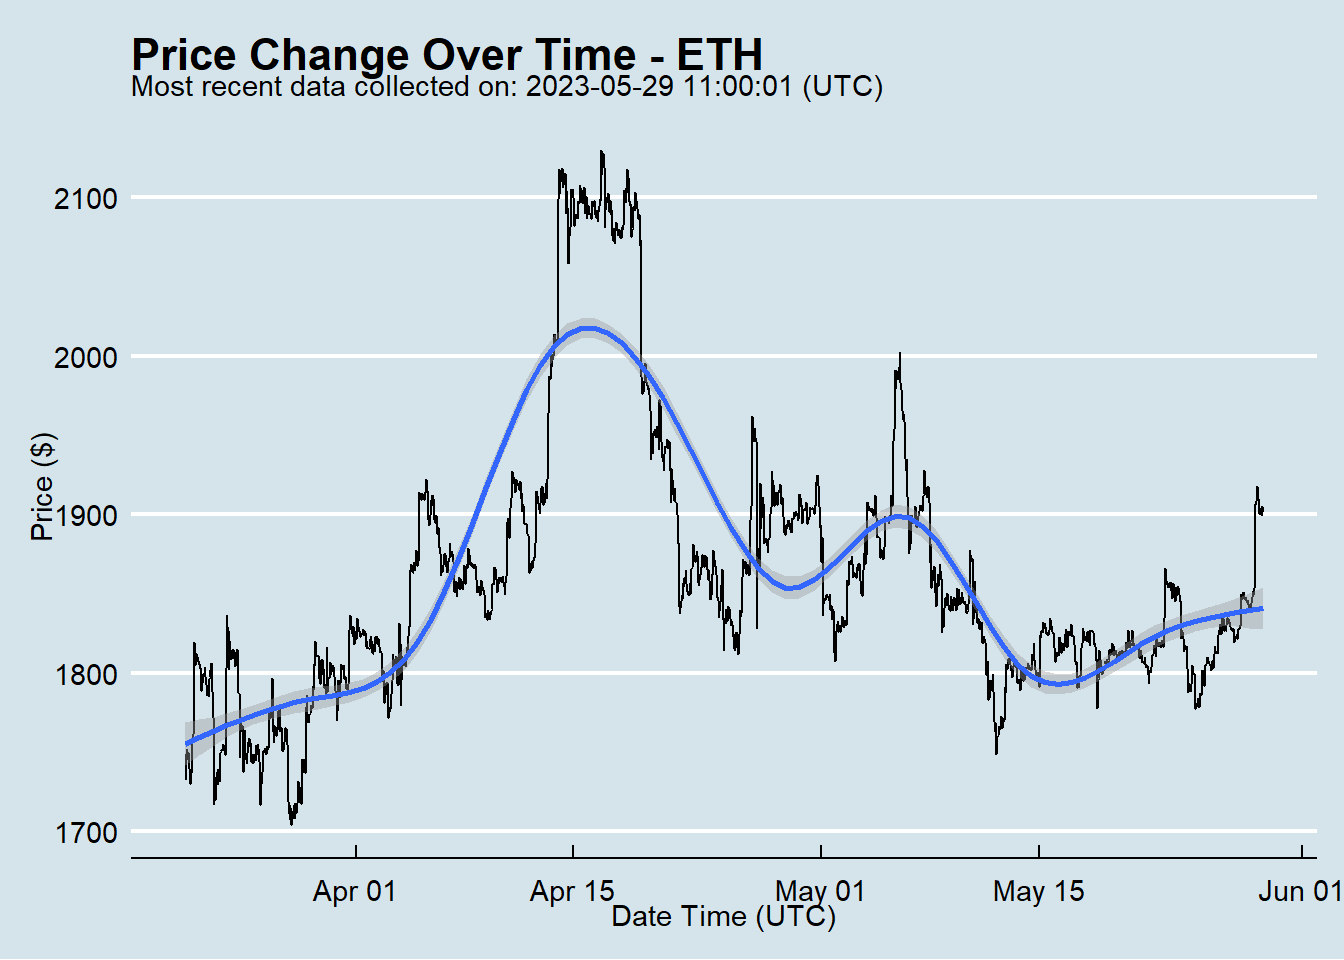 Price Change Over Time - ETH
Most recent data collected on: 2023-05-29 11:00:01 (UTC)
Price ($)
2100
2000
1900
1800
1700
Apr 01
Apr 15
May 01
May 15
Jun 01
Date Time (UTC)